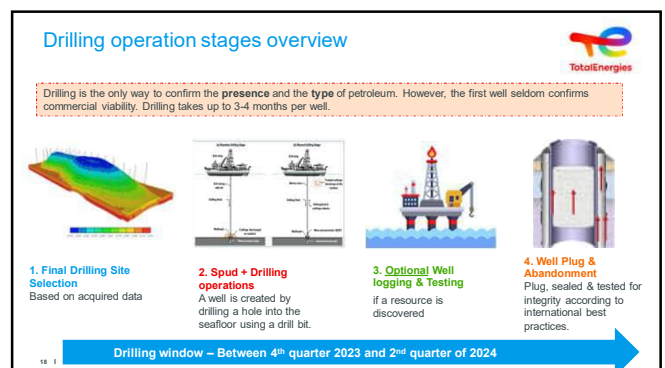 Drilling operation stages overview
TotalEnergies
Drilling is the only way to confirm the presence and the type of petroleum. However, the first well seldom confirms
commercial viability. Drilling takes up to 3-4 months per well.
1. Final Drilling Site
Selection
Based on acquired data
2. Spud + Drilling
operations
A well is created by
drilling a hole into the
seafloor using a drill bit.
3. Optional Well
logging & Testing
if a resource is
discovered
4. Well Plug &
Abandonment
Plug, sealed & tested for
integrity according to
international best
practices.
Drilling window – Between 4th quarter 2023 and 2nd quarter of 2024
18 |